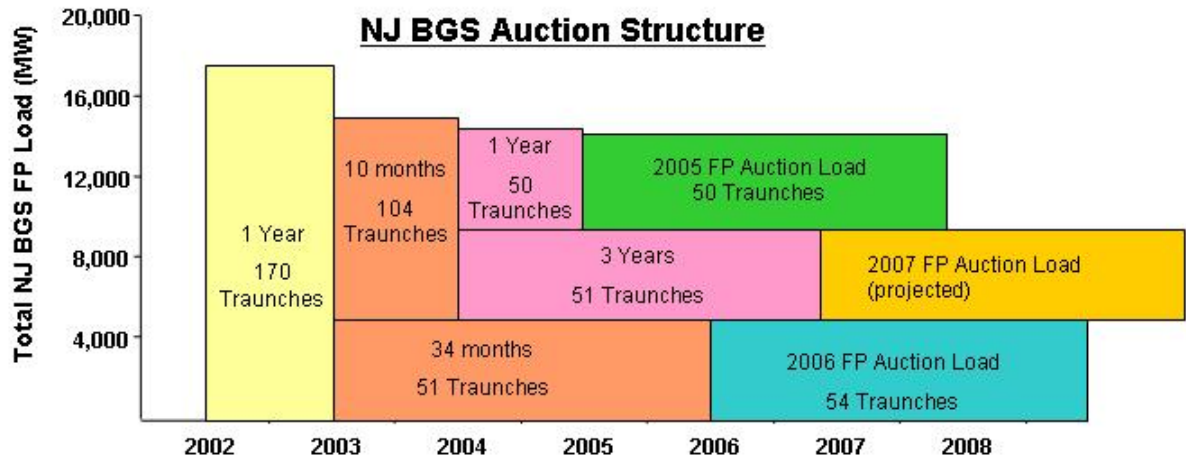 NJ BGS Auction Structure
Total NJ BGS FP Load (MW)
20,000
16,000
12,000
8,000
4,000
1 Year
170
Traunches
10 months
104
Traunches
1 Year
50
Traunches
2005 FP Auction Load
50 Traunches
3 Years
51 Traunches
2007 FP Auction Load
(projected)
34 months
51 Traunches
2006 FP Auction Load
54 Traunches
2002 2003 2004 2005 2006 2007 2008